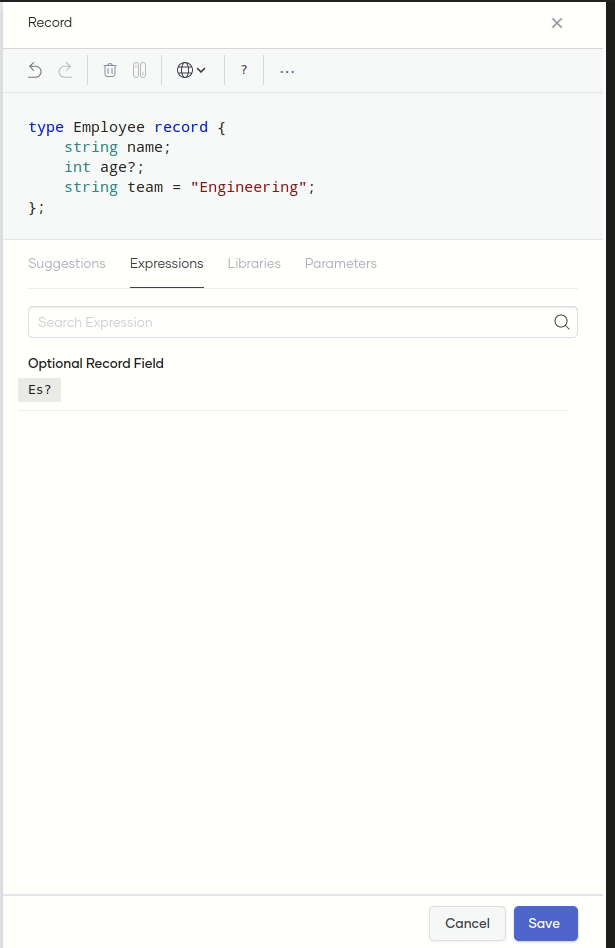 Record
?
...
type Employee record {
    string name;
    int age?;
    string team = "Engineering";
};
Suggestions Expressions Libraries Parameters
Search Expression
Optional Record Field
Es?
Cancel Save